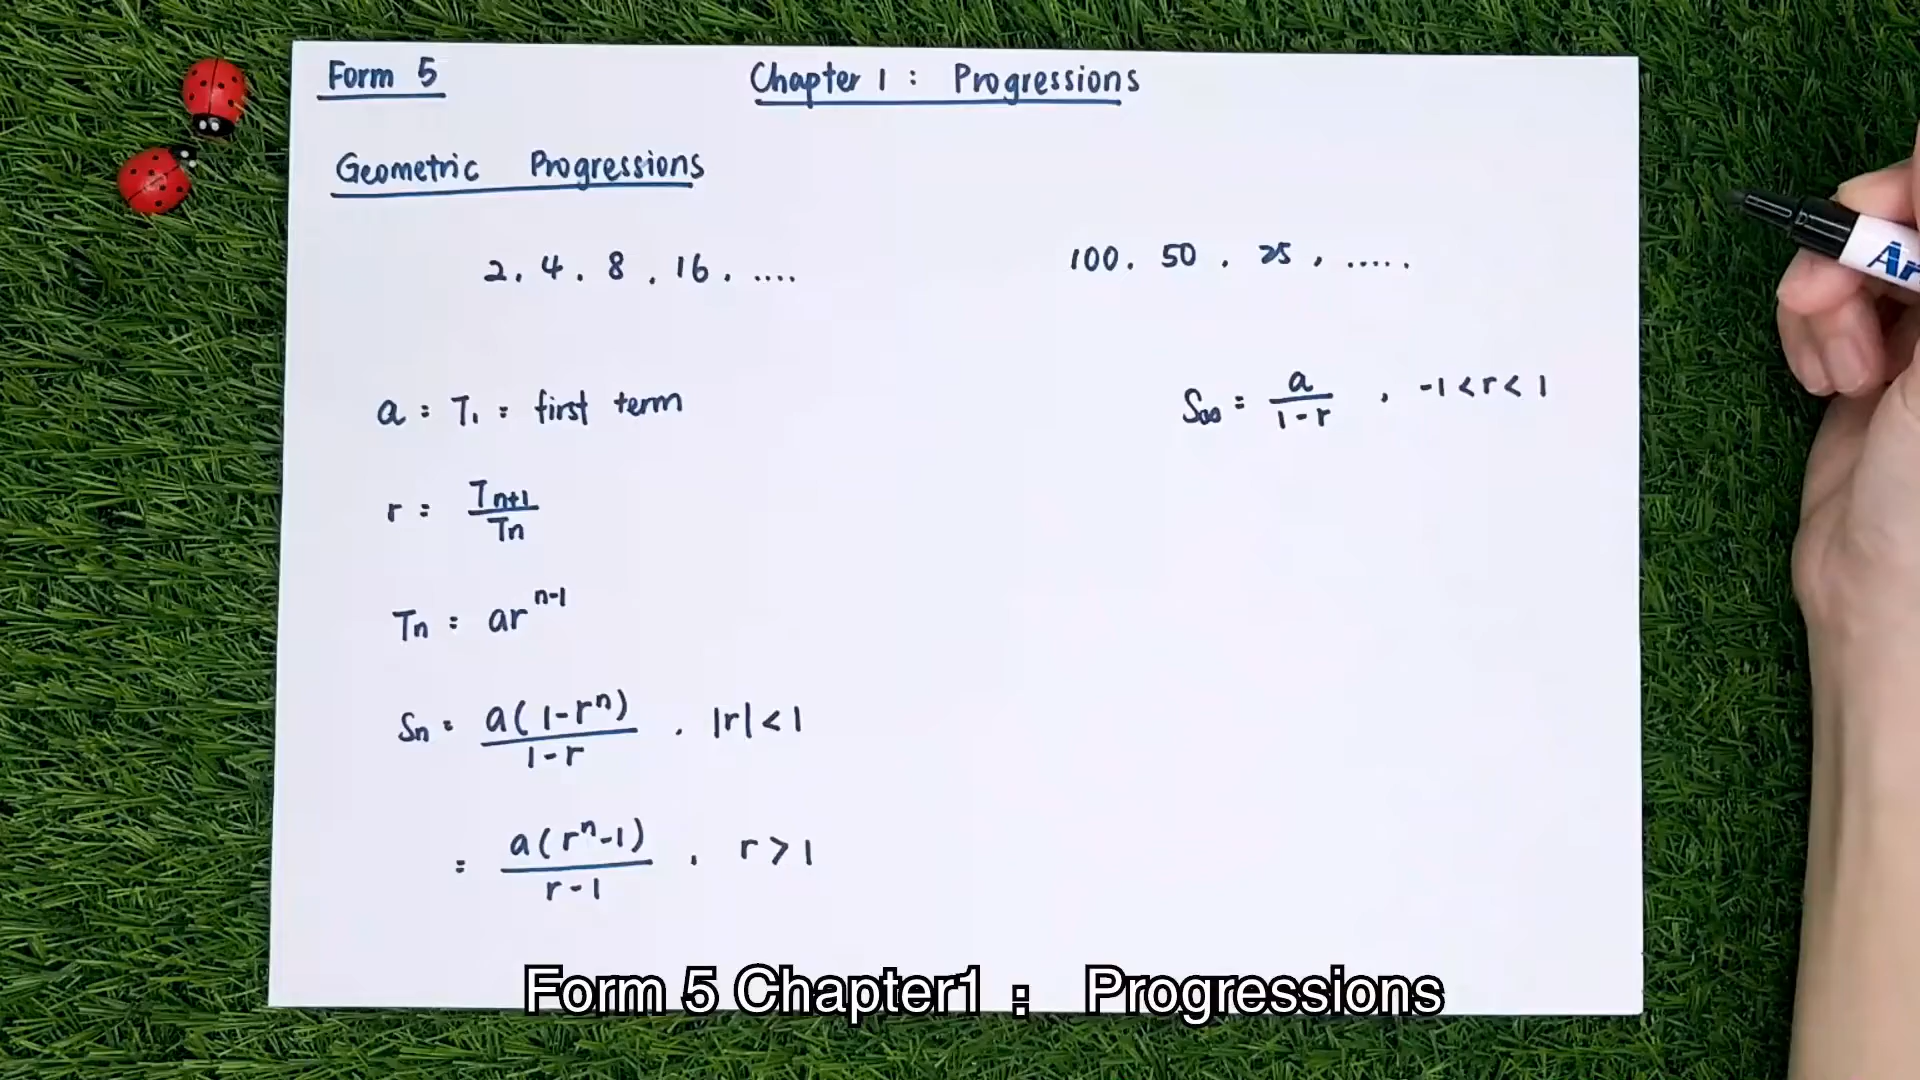 Form 5
Chapter 1 : Progressions
Geometric Progressions
2, 4, 8, 16, ....
100, 50, 25, .....
a = T₁ = first term
S∞ = a/(1-r) , -1 < r < 1
r = Tn+1/Tn
Tn = ar^(n-1)
Sn = a(1-r^n)/(1-r) , |r| < 1
= a(r^n-1)/(r-1) , r > 1
Ar
Form 5 Chapter1 : Progressions